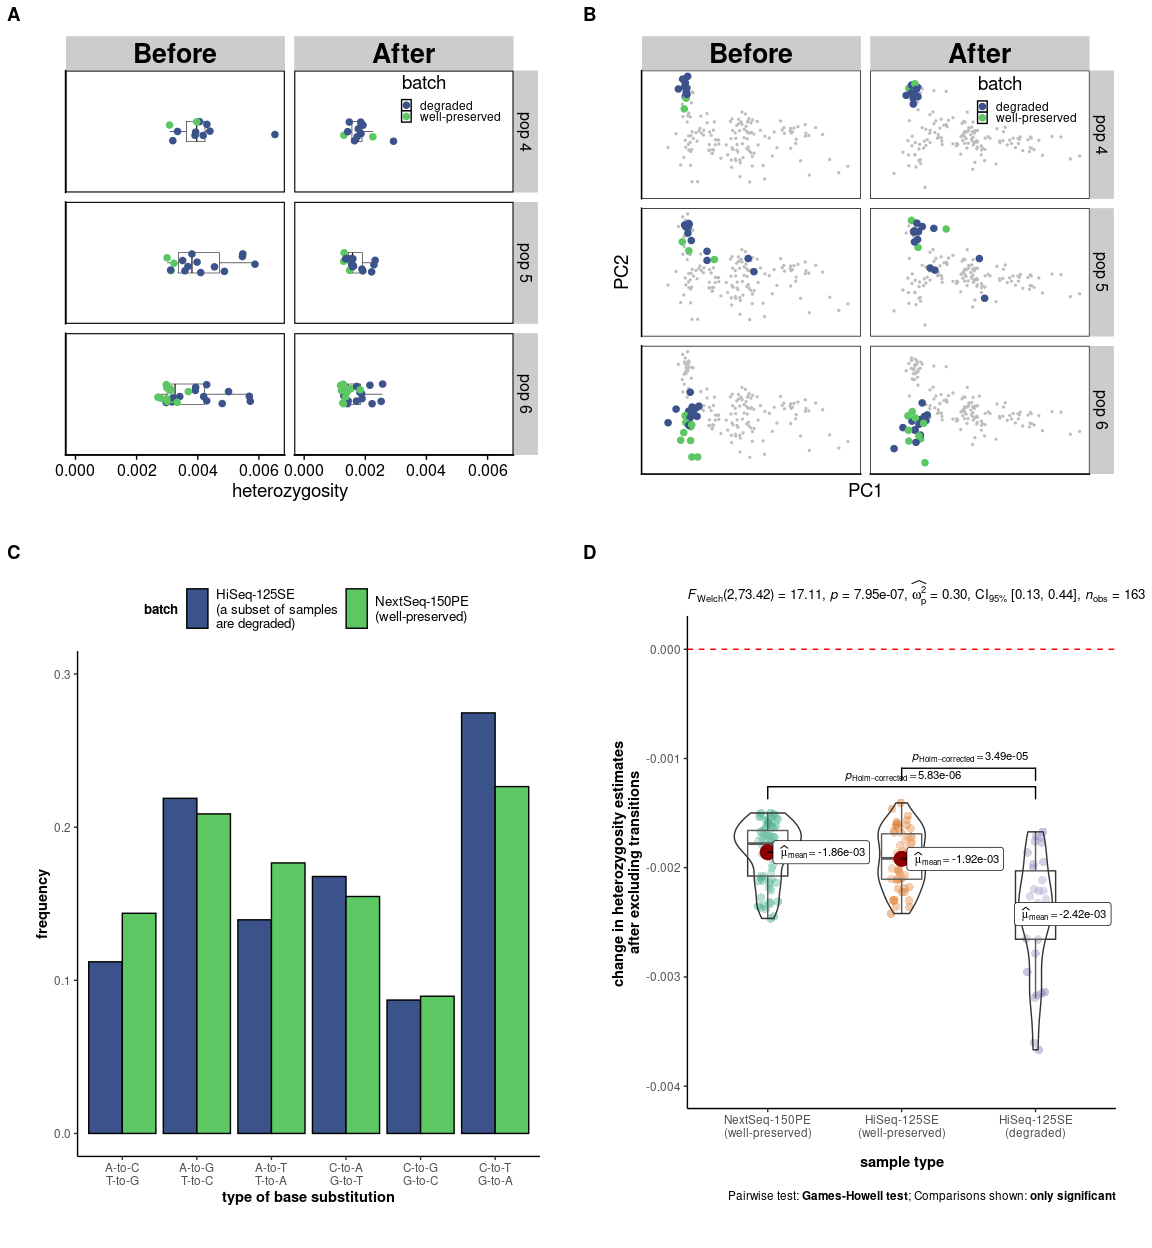 A
Before
After
batch
degraded
well-preserved
pop 4
pop 5
pop 6
0.000
0.002
0.004
0.006
0.000
0.002
0.004
0.006
heterozygosity
B
Before
After
batch
degraded
well-preserved
pop 4
pop 5
pop 6
PC2
PC1
C
batch
HiSeq-125SE
(a subset of samples
are degraded)
NextSeq-150PE
(well-preserved)
0.3
0.2
0.1
0.0
frequency
A-to-C
T-to-G
A-to-G
T-to-C
A-to-T
T-to-A
C-to-A
G-to-T
C-to-G
G-to-C
C-to-T
G-to-A
type of base substitution
D
F_Welch(2,73.42) = 17.11, p = 7.95e-07, ω̂²_p = 0.30, CI_95% [0.13, 0.44], n_obs = 163
0.000
-0.001
-0.002
-0.003
-0.004
change in heterozygosity estimates
after excluding transitions
p_Holm-corrected = 3.49e-05
p_Holm-corrected = 5.83e-06
μ̂_mean = -1.86e-03
μ̂_mean = -1.92e-03
μ̂_mean = -2.42e-03
NextSeq-150PE
(well-preserved)
HiSeq-125SE
(well-preserved)
HiSeq-125SE
(degraded)
sample type
Pairwise test: Games-Howell test; Comparisons shown: only significant